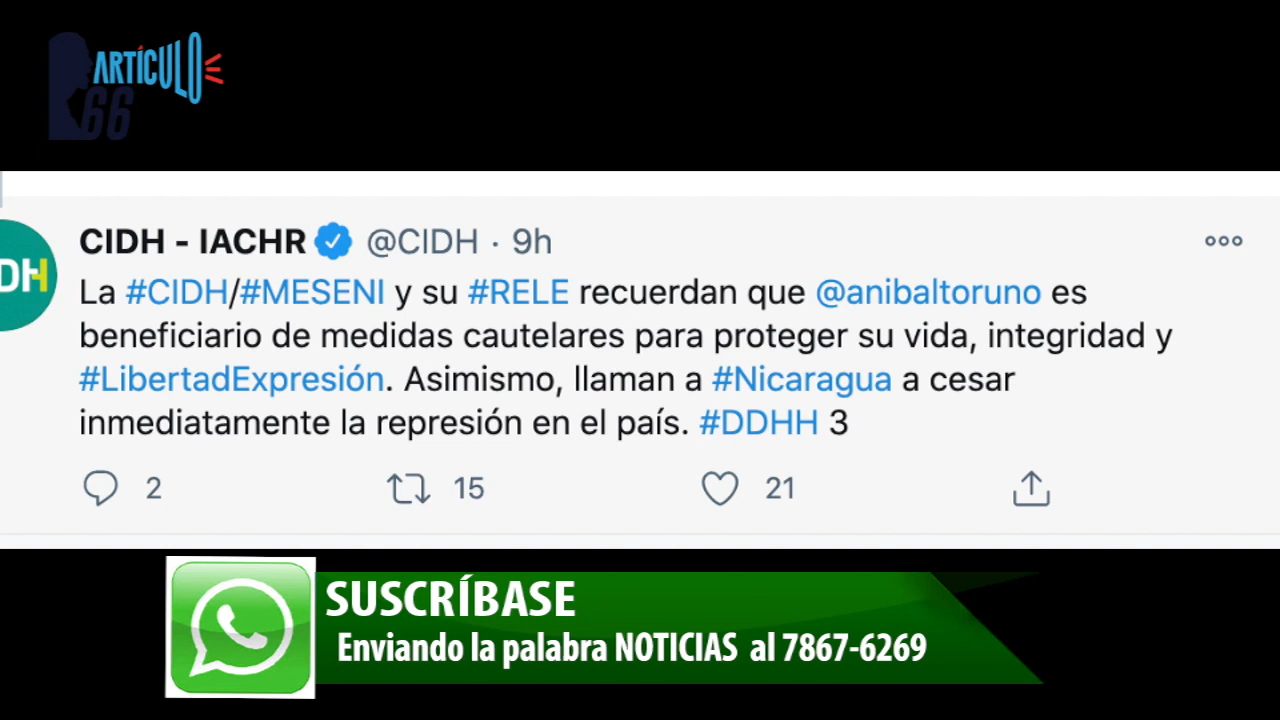 ARTÍCULO
66
DH
CIDH - IACHR @CIDH · 9h
La #CIDH/#MESENI y su #RELE recuerdan que @anibaltoruno es
beneficiario de medidas cautelares para proteger su vida, integridad y
#LibertadExpresión. Asimismo, llaman a #Nicaragua a cesar
inmediatamente la represión en el país. #DDHH 3
2 15 21
SUSCRÍBASE
Enviando la palabra NOTICIAS al 7867-6269